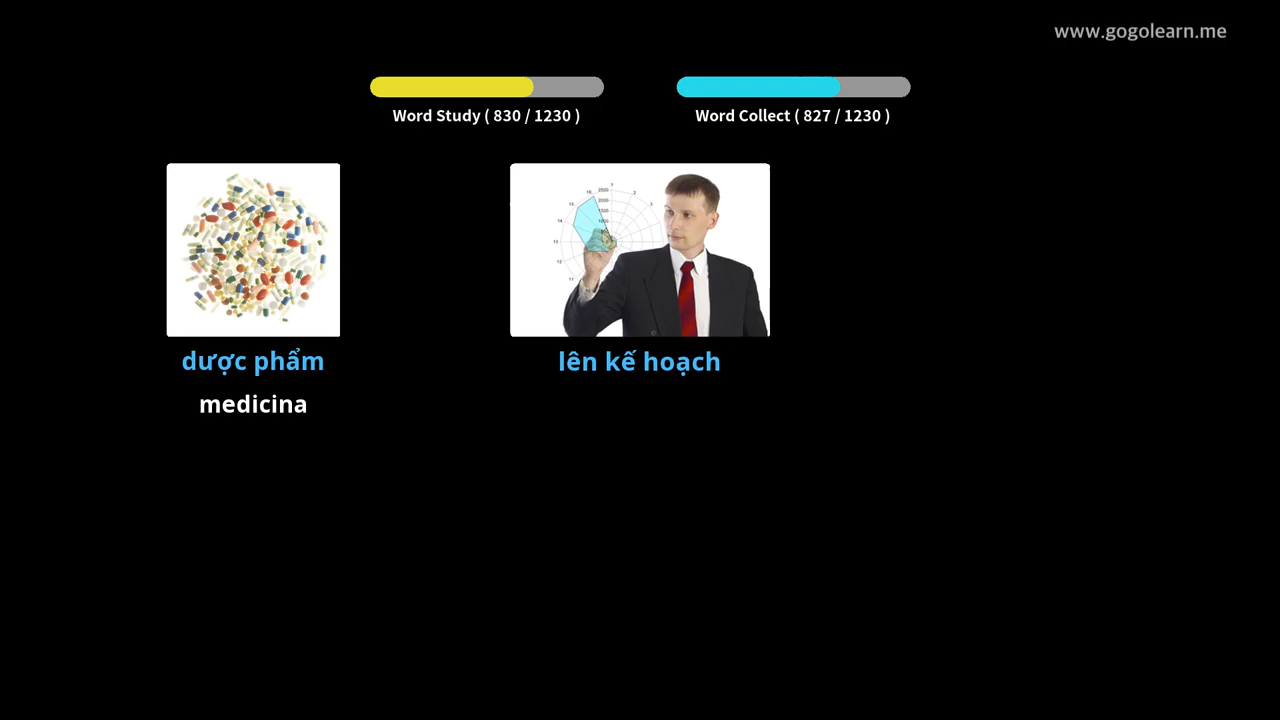 www.gogolearn.me
Word Study ( 830 / 1230 )
Word Collect ( 827 / 1230 )
dược phẩm
lên kế hoạch
medicina